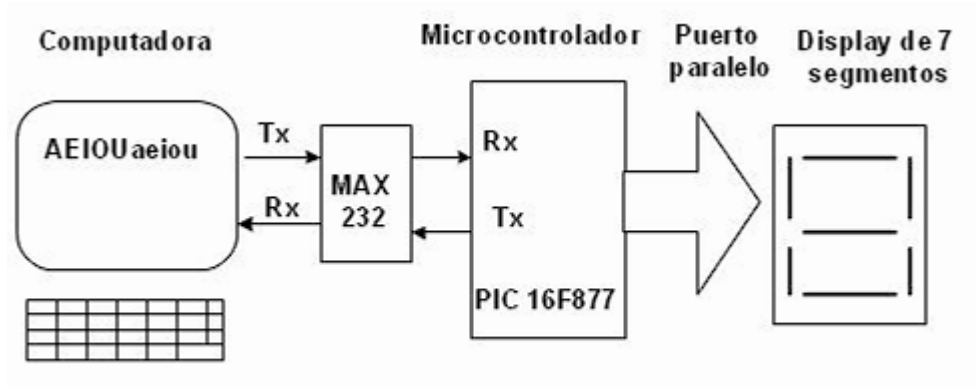 Computadora
Microcontrolador
Puerto
paralelo
Display de 7
segmentos
AEIOUaeiou
Tx
Rx
MAX
232
Rx
Tx
PIC 16F877